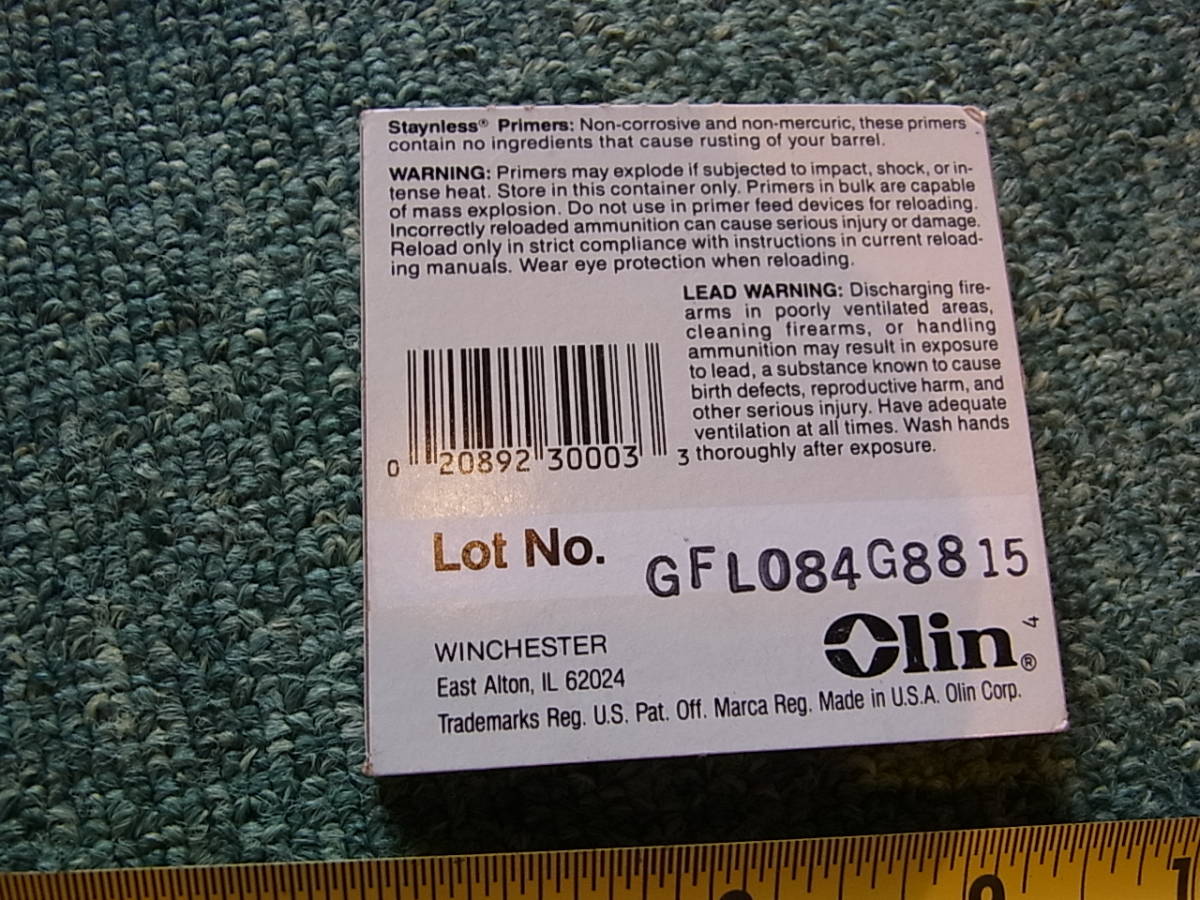 Staynless® Primers: Non-corrosive and non-mercuric, these primers
contain no ingredients that cause rusting of your barrel.
WARNING: Primers may explode if subjected to impact, shock, or in-
tense heat. Store in this container only. Primers in bulk are capable
of mass explosion. Do not use in primer feed devices for reloading.
Incorrectly reloaded ammunition can cause serious injury or damage.
Reload only in strict compliance with instructions in current reload-
ing manuals. Wear eye protection when reloading.
LEAD WARNING: Discharging fire-
arms in poorly ventilated areas,
cleaning firearms, or handling
ammunition may result in exposure
to lead, a substance known to cause
birth defects, reproductive harm, and
other serious injury. Have adequate
ventilation at all times. Wash hands
thoroughly after exposure.
0 20892 30003 3
Lot No. GFL084G8815
Olin® 4
WINCHESTER
East Alton, IL 62024
Trademarks Reg. U.S. Pat. Off. Marca Reg. Made in U.S.A. Olin Corp.